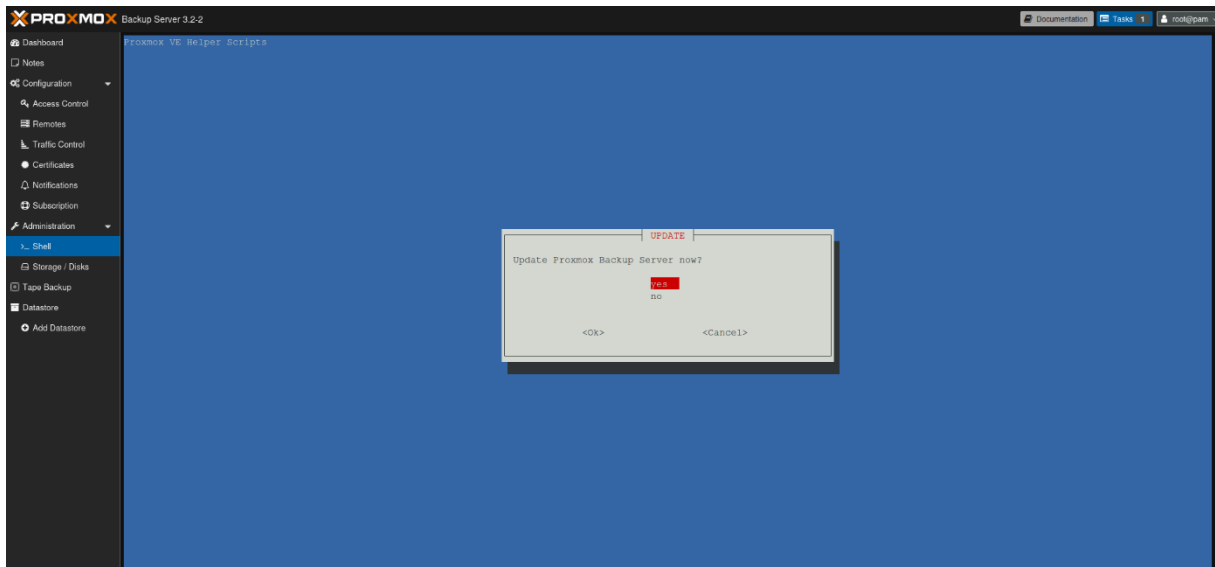 PROXMOX Backup Server 3.2-2
Documentation
Tasks 1
root@pam
Dashboard
Notes
Configuration
Access Control
Remotes
Traffic Control
Certificates
Notifications
Subscription
Administration
Shell
Storage / Disks
Tape Backup
Datastore
Add Datastore
Proxmox VE Helper Scripts
UPDATE
Update Proxmox Backup Server now?
yes
no
<Ok> <Cancel>